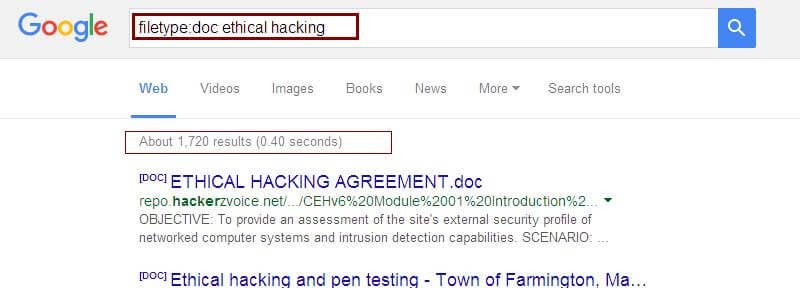 Google
filetype:doc ethical hacking
Web Videos Images Books News More Search tools
About 1,720 results (0.40 seconds)
[DOC] ETHICAL HACKING AGREEMENT.doc
repo.hackerzvoice.net/.../CEHv6%20Module%2001%20Introduction%2...
OBJECTIVE: To provide an assessment of the site's external security profile of
networked computer systems and intrusion detection capabilities. SCENARIO: ...
[DOC] Ethical hacking and pen testing - Town of Farmington, Ma...